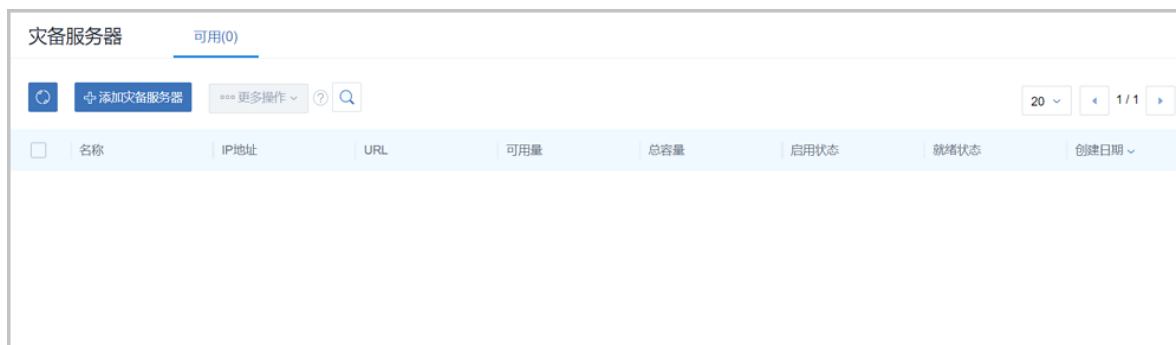 灾备服务器 可用(0)
添加灾备服务器 更多操作 ? 20 1 / 1
名称 IP地址 URL 可用量 总容量 启用状态 就绪状态 创建日期